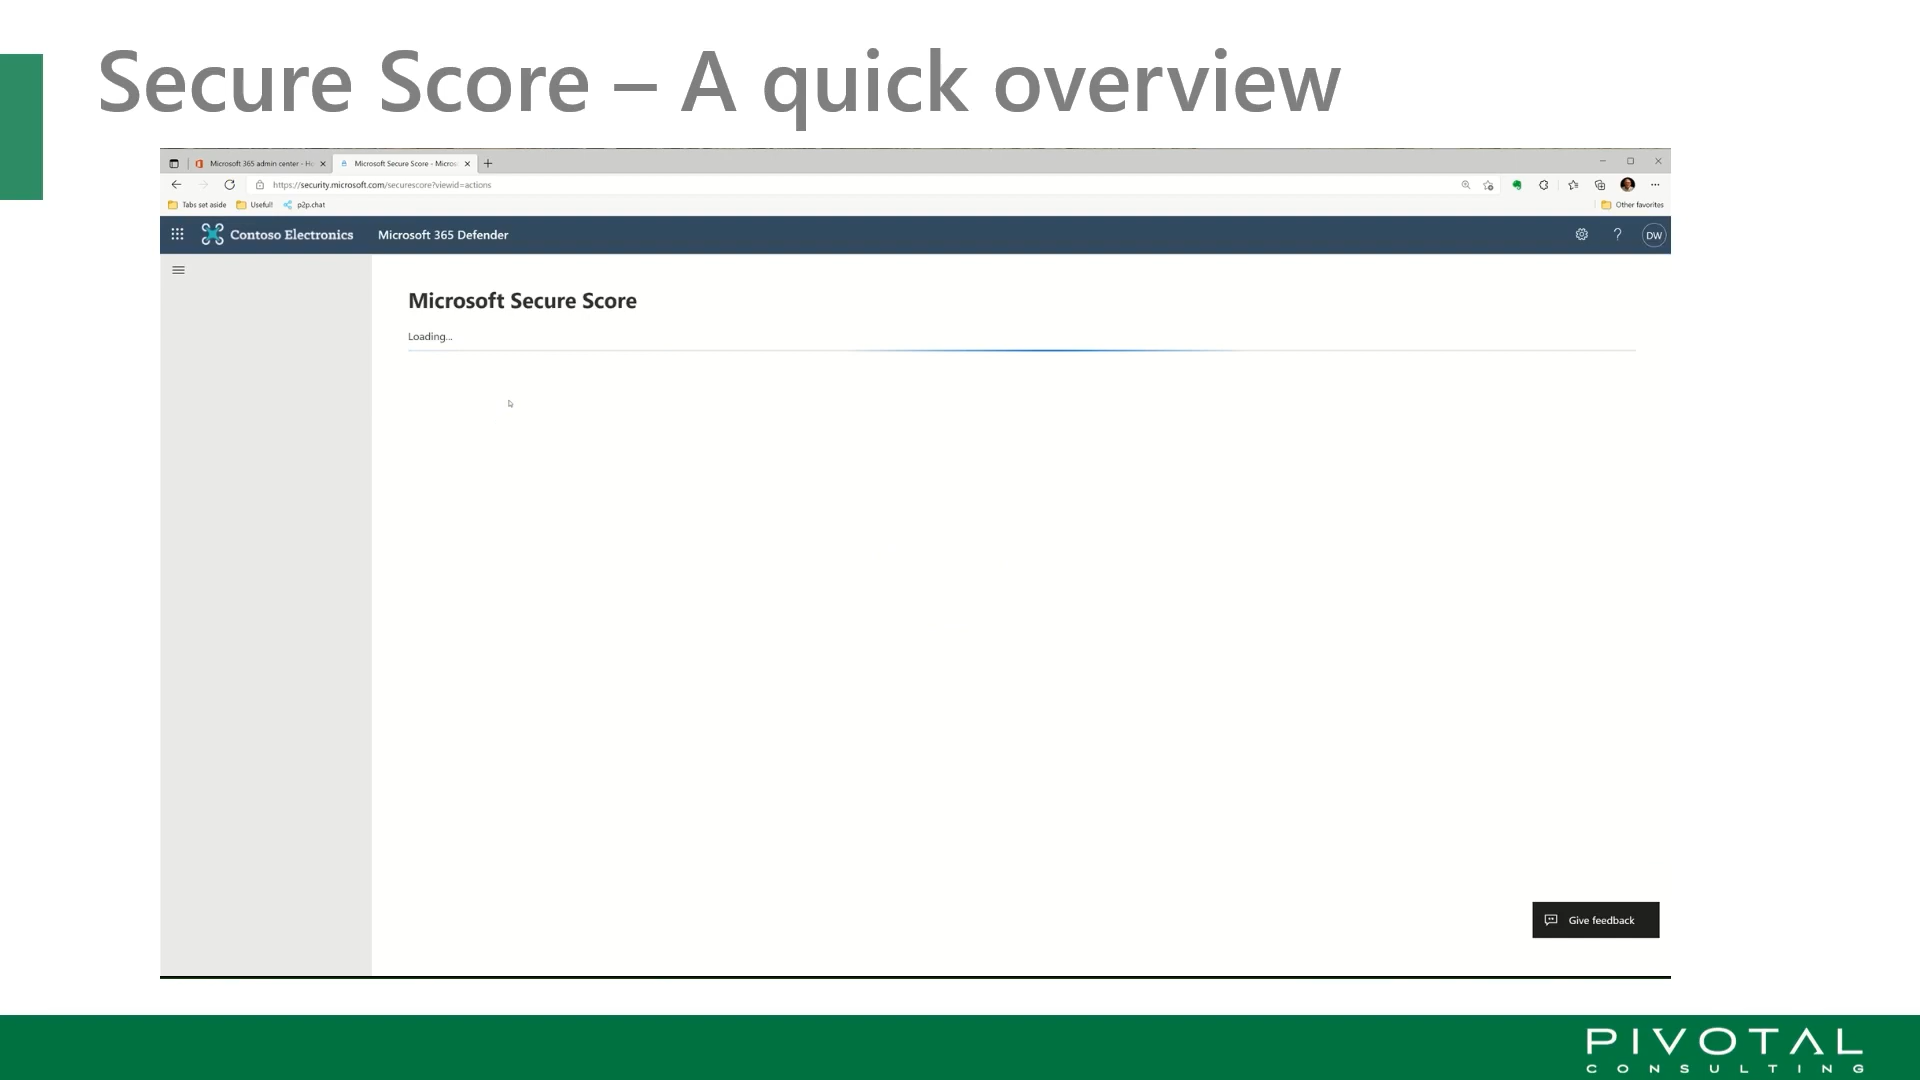 Secure Score – A quick overview
Microsoft 365 admin center - Ho
Microsoft Secure Score - Micros
https://security.microsoft.com/securescore?viewid=actions
Tabs set aside
Useful!
p2p.chat
Other favorites
Contoso Electronics
Microsoft 365 Defender
?
DW
Microsoft Secure Score
Loading...
Give feedback
PIVOTAL
CONSULTING